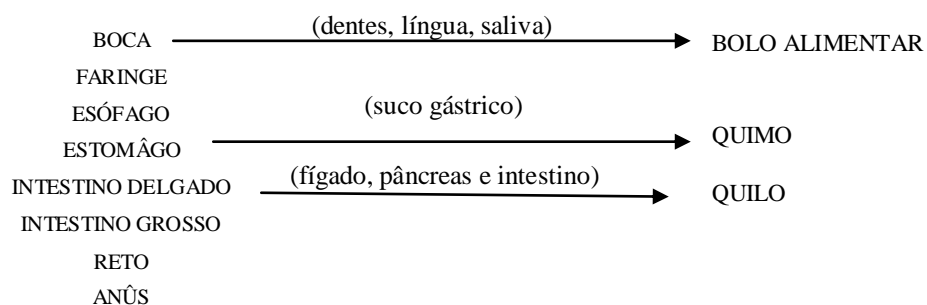 BOCA (dentes, língua, saliva) BOLO ALIMENTAR
FARINGE
ESÓFAGO
(suco gástrico)
ESTOMÂGO QUIMO
INTESTINO DELGADO (fígado, pâncreas e intestino) QUILO
INTESTINO GROSSO
RETO
ANÛS